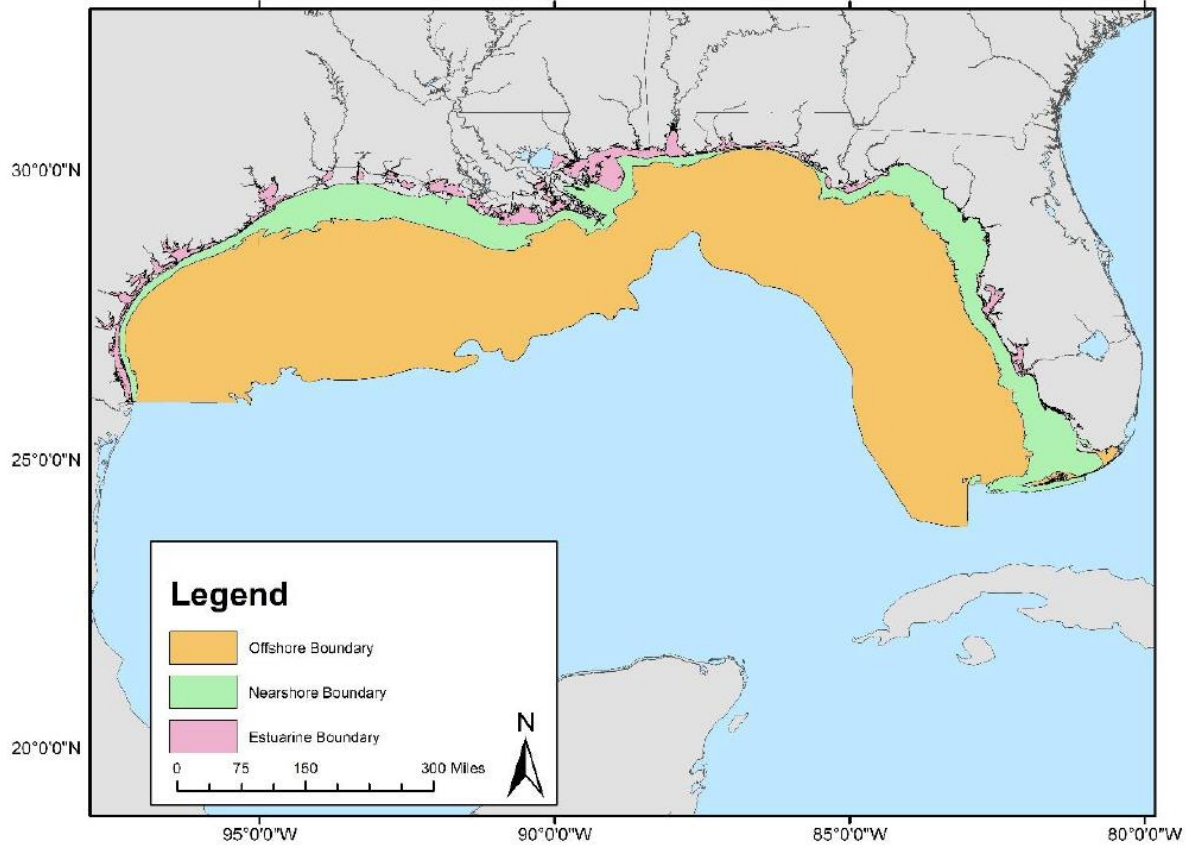 30°0'0"N
25°0'0"N
20°0'0"N
Legend
Offshore Boundary
Nearshore Boundary
Estuarine Boundary
N
0 75 150 300 Miles
95°0'0"W 90°0'0"W 85°0'0"W 80°0'0"W